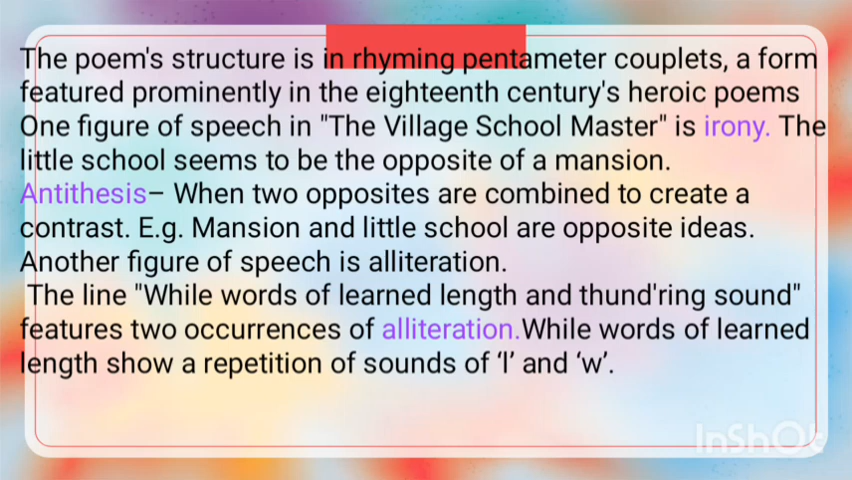 The poem's structure is in rhyming pentameter couplets, a form
featured prominently in the eighteenth century's heroic poems
One figure of speech in "The Village School Master" is irony. The
little school seems to be the opposite of a mansion.
Antithesis– When two opposites are combined to create a
contrast. E.g. Mansion and little school are opposite ideas.
Another figure of speech is alliteration.
The line "While words of learned length and thund'ring sound"
features two occurrences of alliteration.While words of learned
length show a repetition of sounds of ‘l’ and ‘w’.
InShOt